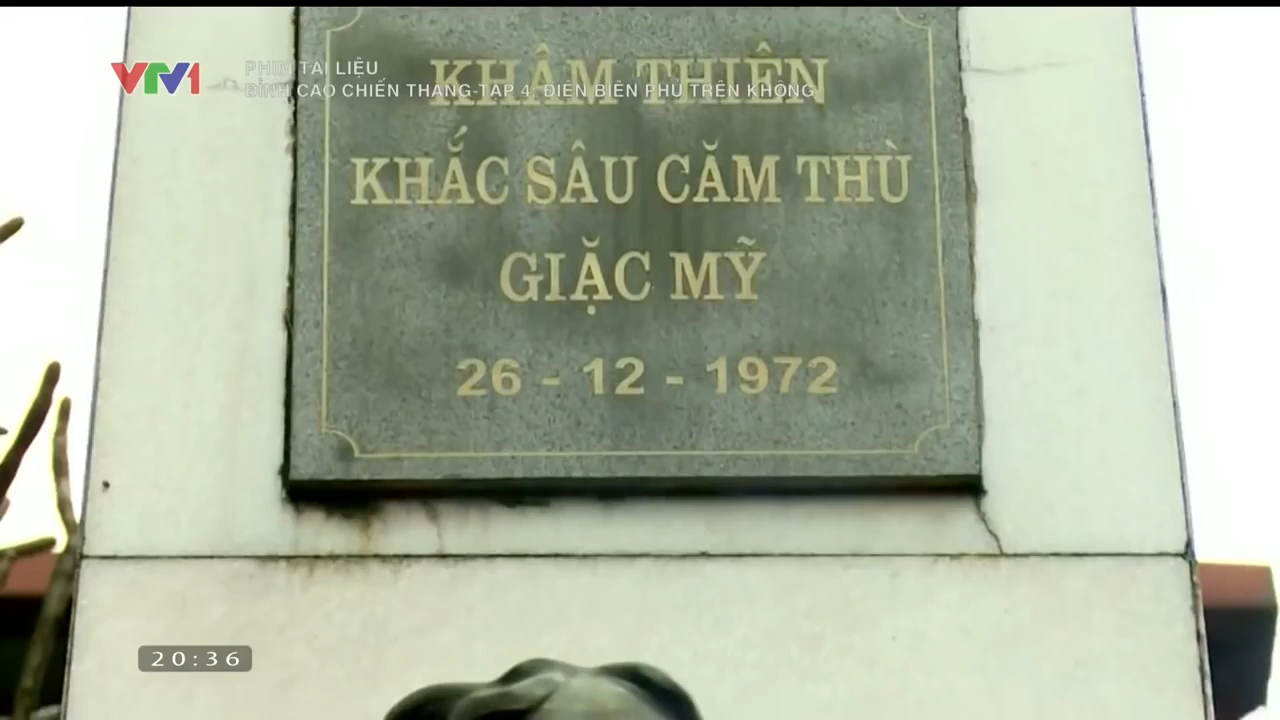 VTV1
PHIM TÀI LIỆU
ĐỈNH CAO CHIẾN THẮNG-TẬP 4: ĐIỆN BIÊN PHỦ TRÊN KHÔNG
KHÂM THIÊN
KHẮC SÂU CĂM THÙ
GIẶC MỸ
26 - 12 - 1972
20:36